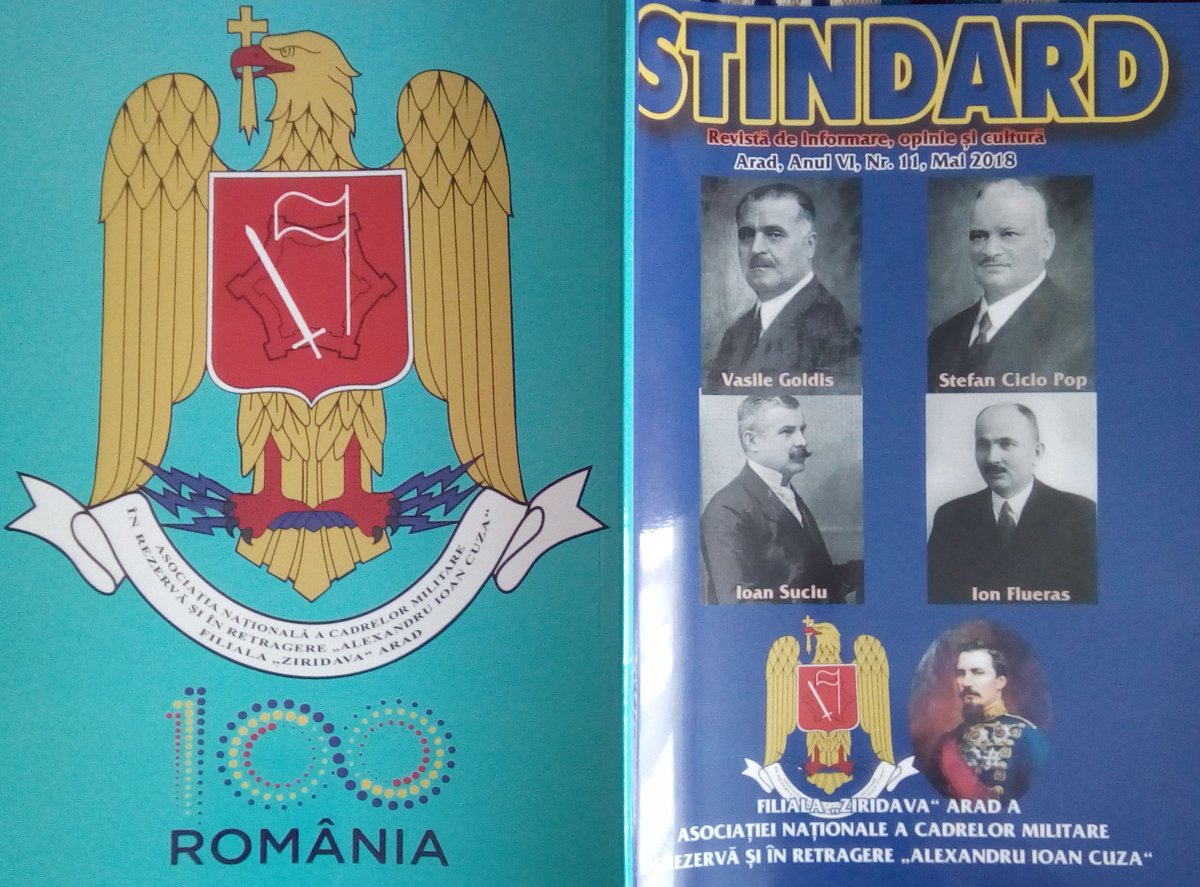 ASOCIAȚIA NAȚIONALĂ A CADRELOR MILITARE
ÎN REZERVĂ ȘI ÎN RETRAGERE „ALEXANDRU IOAN CUZA“
FILIALA „ZIRIDAVA“ ARAD
100
ROMÂNIA
STINDARD
Revistă de informare, opinie și cultură
Arad, Anul VI, Nr. 11, Mai 2018
Vasile Goldis
Stefan Cicio Pop
Ioan Suciu
Ion Flueras
FILIALA „ZIRIDAVA“ ARAD A
ASOCIAȚIEI NAȚIONALE A CADRELOR MILITARE
EZERVĂ ȘI ÎN RETRAGERE „ALEXANDRU IOAN CUZA“